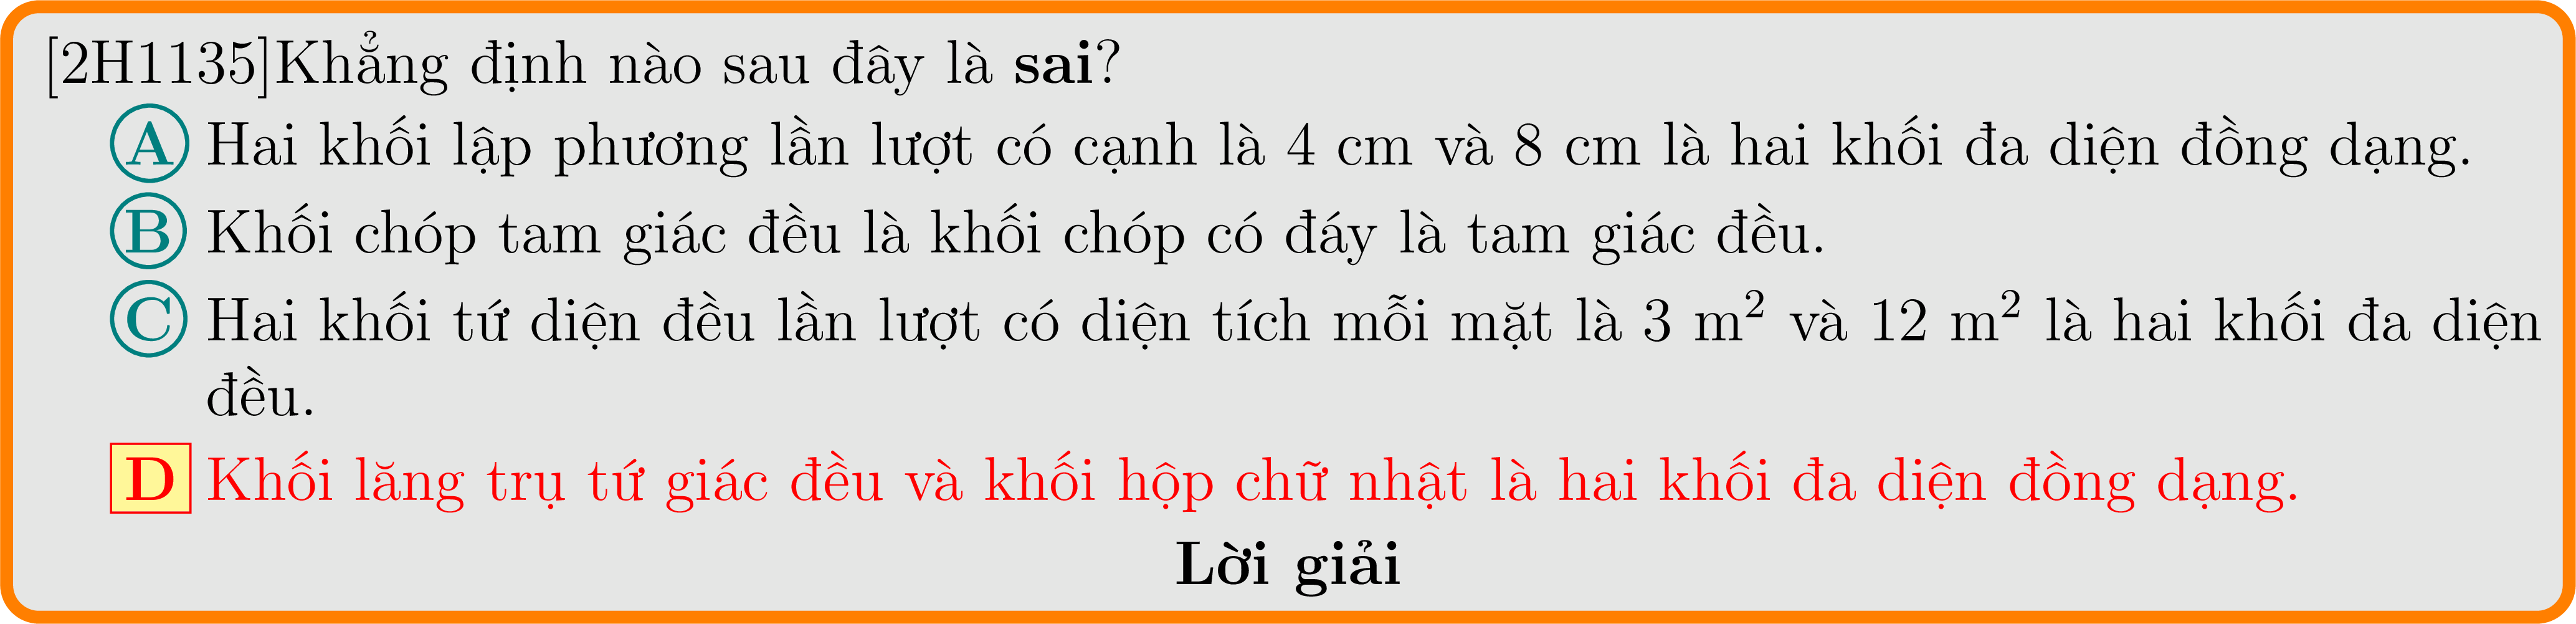 [2H1135]Khẳng định nào sau đây là sai?
A Hai khối lập phương lần lượt có cạnh là 4 cm và 8 cm là hai khối đa diện đồng dạng.
B Khối chóp tam giác đều là khối chóp có đáy là tam giác đều.
C Hai khối tứ diện đều lần lượt có diện tích mỗi mặt là 3 m² và 12 m² là hai khối đa diện
đều.
D Khối lăng trụ tứ giác đều và khối hộp chữ nhật là hai khối đa diện đồng dạng.
Lời giải